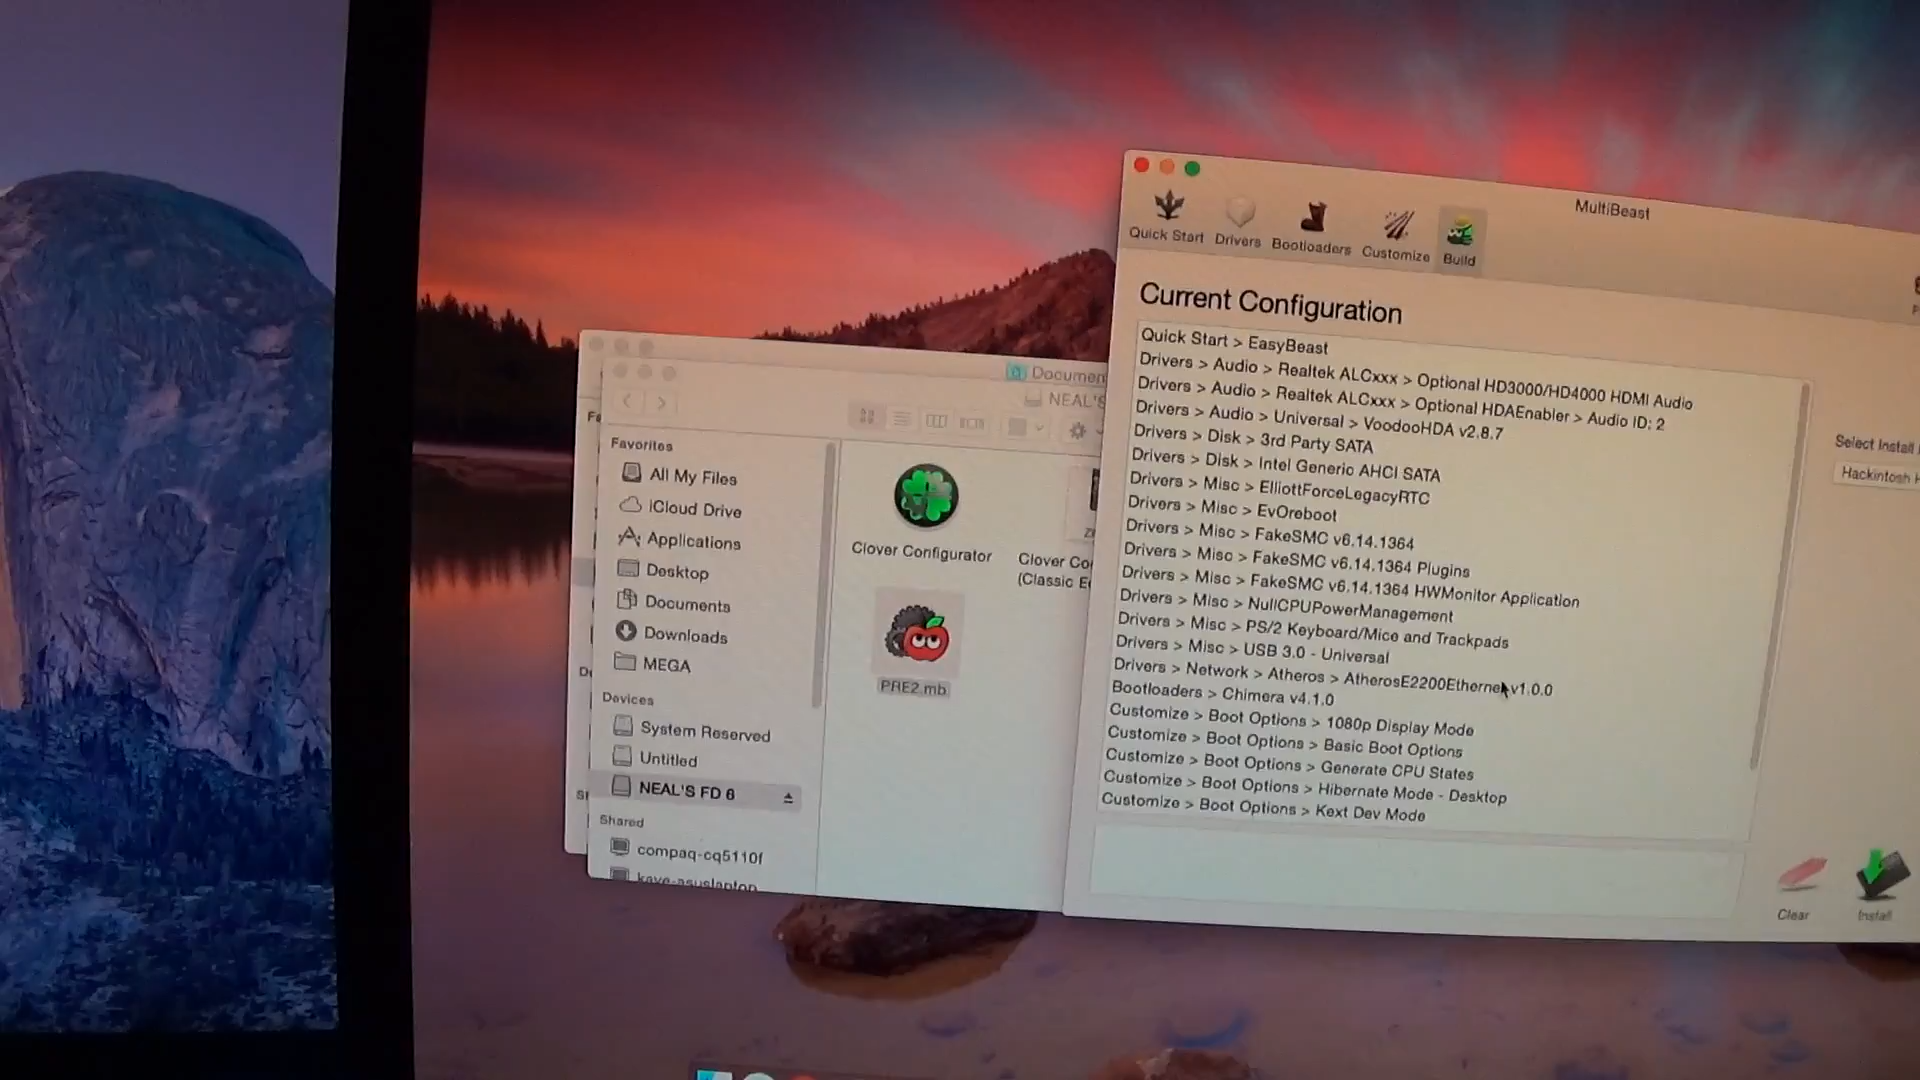 MultiBeast
Quick Start
Drivers
Bootloaders
Customize
Build
Current Configuration
Quick Start > EasyBeast
Drivers > Audio > Realtek ALCxxx > Optional HD3000/HD4000 HDMI Audio
Drivers > Audio > Realtek ALCxxx > Optional HDAEnabler > Audio ID: 2
Drivers > Audio > Universal > VoodooHDA v2.8.7
Drivers > Disk > 3rd Party SATA
Drivers > Disk > Intel Generic AHCI SATA
Drivers > Misc > ElliottForceLegacyRTC
Drivers > Misc > EvOreboot
Drivers > Misc > FakeSMC v6.14.1364
Drivers > Misc > FakeSMC v6.14.1364 Plugins
Drivers > Misc > FakeSMC v6.14.1364 HWMonitor Application
Drivers > Misc > NullCPUPowerManagement
Drivers > Misc > PS/2 Keyboard/Mice and Trackpads
Drivers > Misc > USB 3.0 - Universal
Drivers > Network > Atheros > AtherosE2200Ethernet v1.0.0
Bootloaders > Chimera v4.1.0
Customize > Boot Options > 1080p Display Mode
Customize > Boot Options > Basic Boot Options
Customize > Boot Options > Generate CPU States
Customize > Boot Options > Hibernate Mode - Desktop
Customize > Boot Options > Kext Dev Mode
Select Install
Hackintosh H
Clear
Install
Documen
NEAL'S
Favorites
All My Files
iCloud Drive
Applications
Desktop
Documents
Downloads
MEGA
Devices
System Reserved
Untitled
NEAL'S FD 6
Shared
compaq-cq5110f
kaye-asuslaptop
Clover Configurator
Clover Co
(Classic E
PRE2.mb